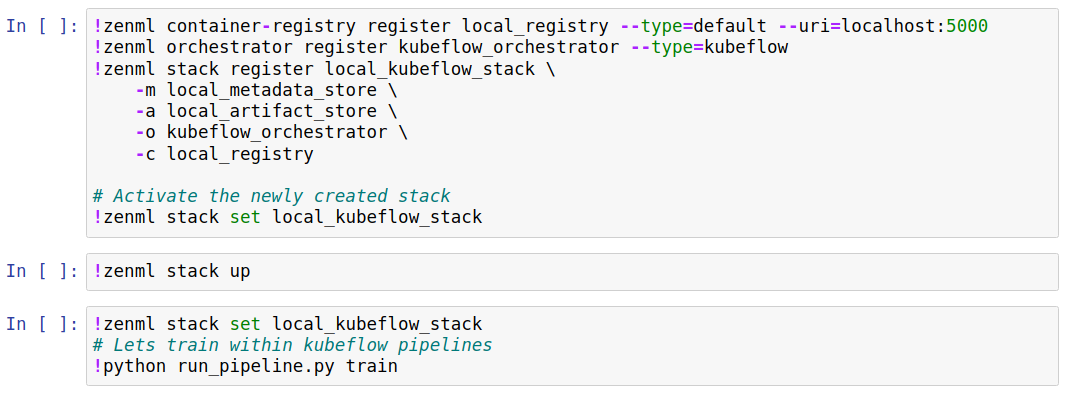 In [ ]: !zenml container-registry register local_registry --type=default --uri=localhost:5000
!zenml orchestrator register kubeflow_orchestrator --type=kubeflow
!zenml stack register local_kubeflow_stack \
    -m local_metadata_store \
    -a local_artifact_store \
    -o kubeflow_orchestrator \
    -c local_registry

# Activate the newly created stack
!zenml stack set local_kubeflow_stack
In [ ]: !zenml stack up
In [ ]: !zenml stack set local_kubeflow_stack
# Lets train within kubeflow pipelines
!python run_pipeline.py train